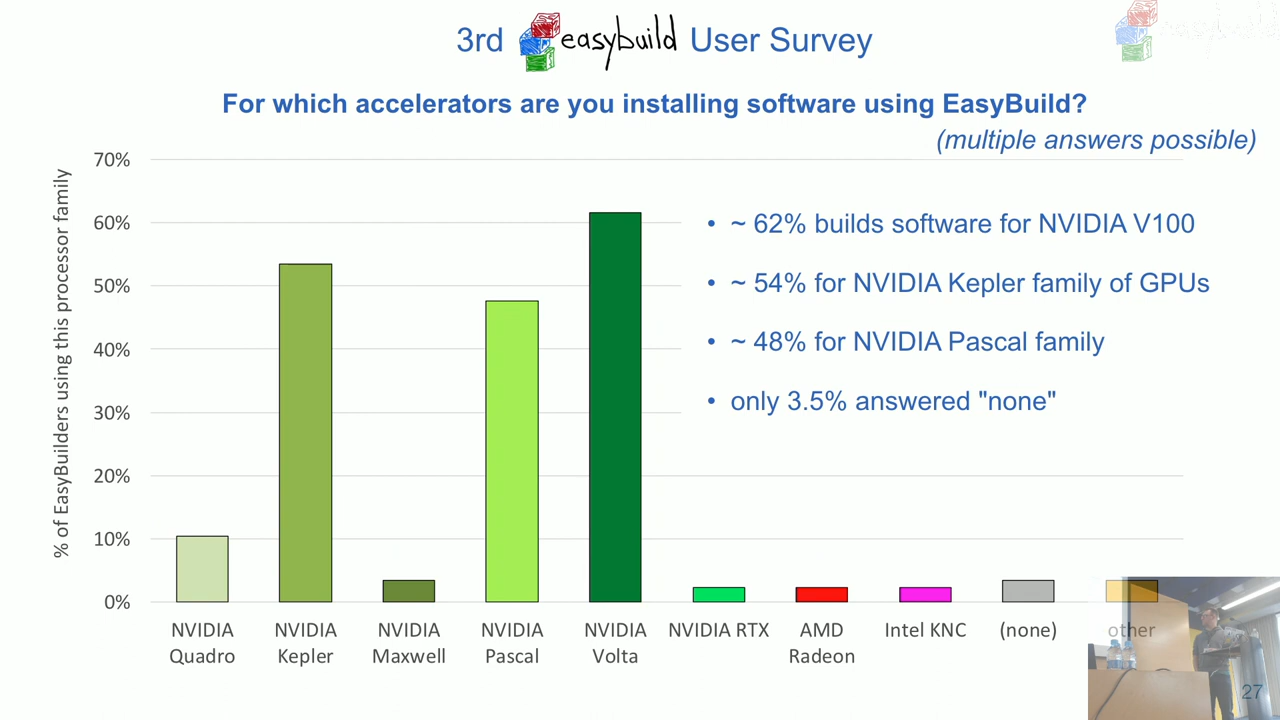 3rd easybuild User Survey
easybuild
For which accelerators are you installing software using EasyBuild?
(multiple answers possible)
% of EasyBuilders using this processor family
70%
60%
50%
40%
30%
20%
10%
0%
• ~ 62% builds software for NVIDIA V100
• ~ 54% for NVIDIA Kepler family of GPUs
• ~ 48% for NVIDIA Pascal family
• only 3.5% answered "none"
NVIDIA Quadro
NVIDIA Kepler
NVIDIA Maxwell
NVIDIA Pascal
NVIDIA Volta
NVIDIA RTX
AMD Radeon
Intel KNC
(none)
other
27